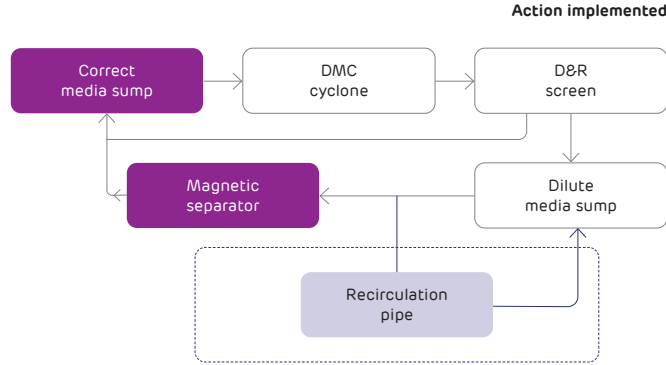 Action implemented
Correct
media sump
DMC
cyclone
D&R
screen
Magnetic
separator
Dilute
media sump
Recirculation
pipe